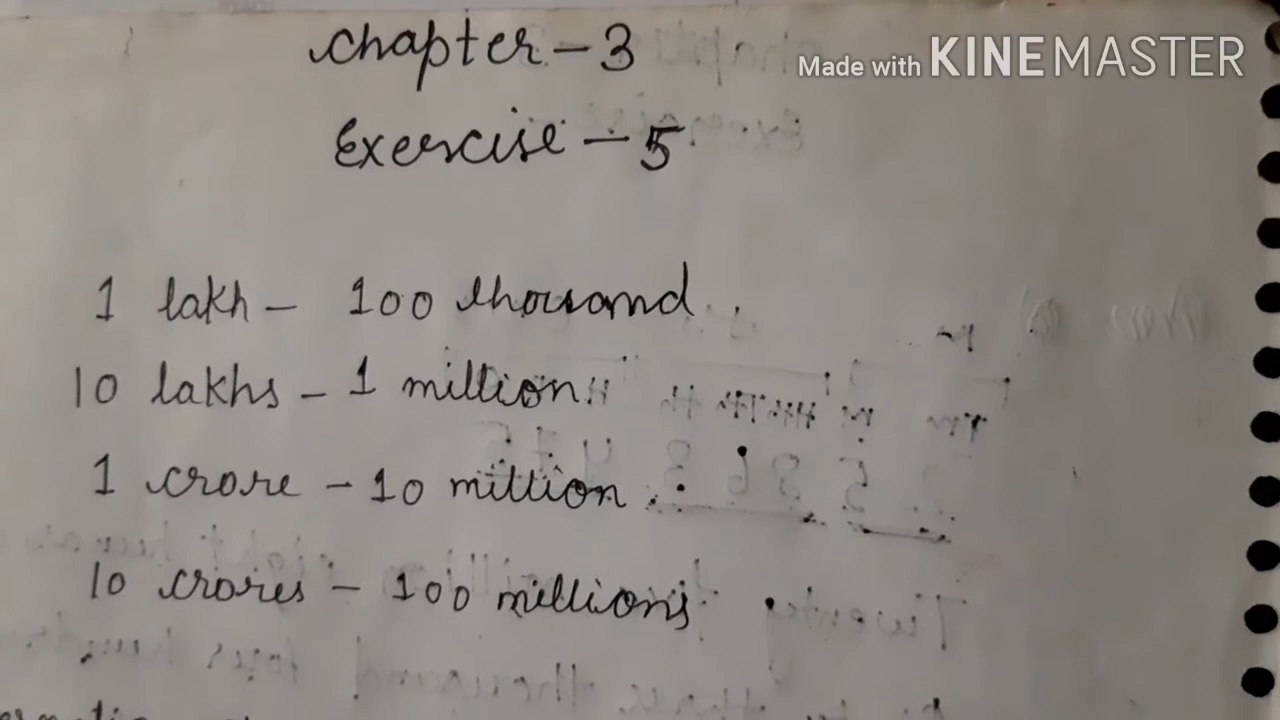 Made with KINEMASTER
Chapter - 3
Exercise - 5
1 lakh - 100 thousand
10 lakhs - 1 million
1 crore - 10 million
10 crores - 100 millions